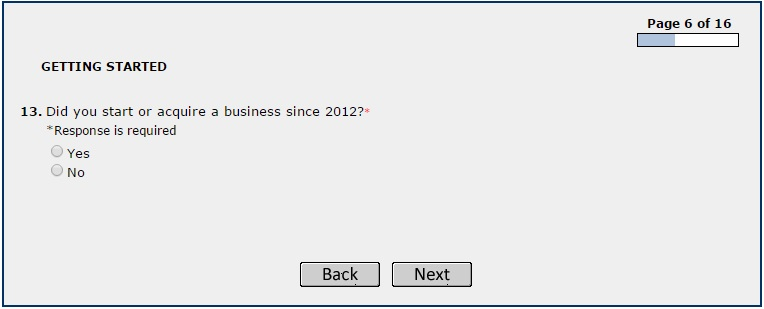 Page 6 of 16
GETTING STARTED
13. Did you start or acquire a business since 2012?*
*Response is required
Yes
No
Back
Next